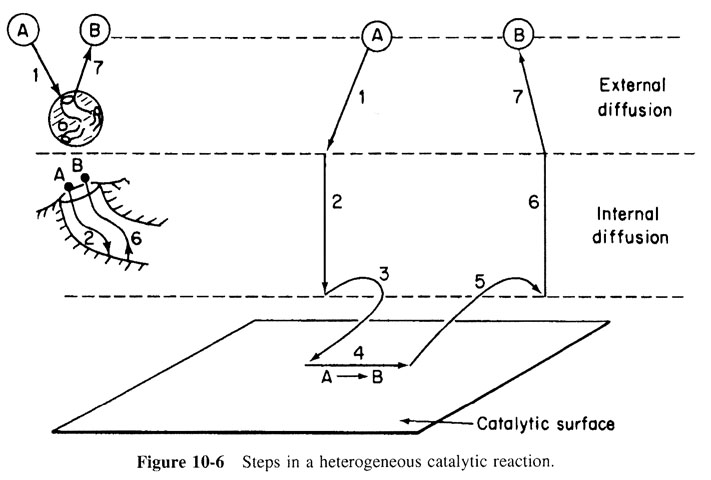 A B A B
1 7 1 7
External
diffusion
A B
2 6
2 6
Internal
diffusion
3 5
4
A → B
Catalytic surface
Figure 10-6 Steps in a heterogeneous catalytic reaction.